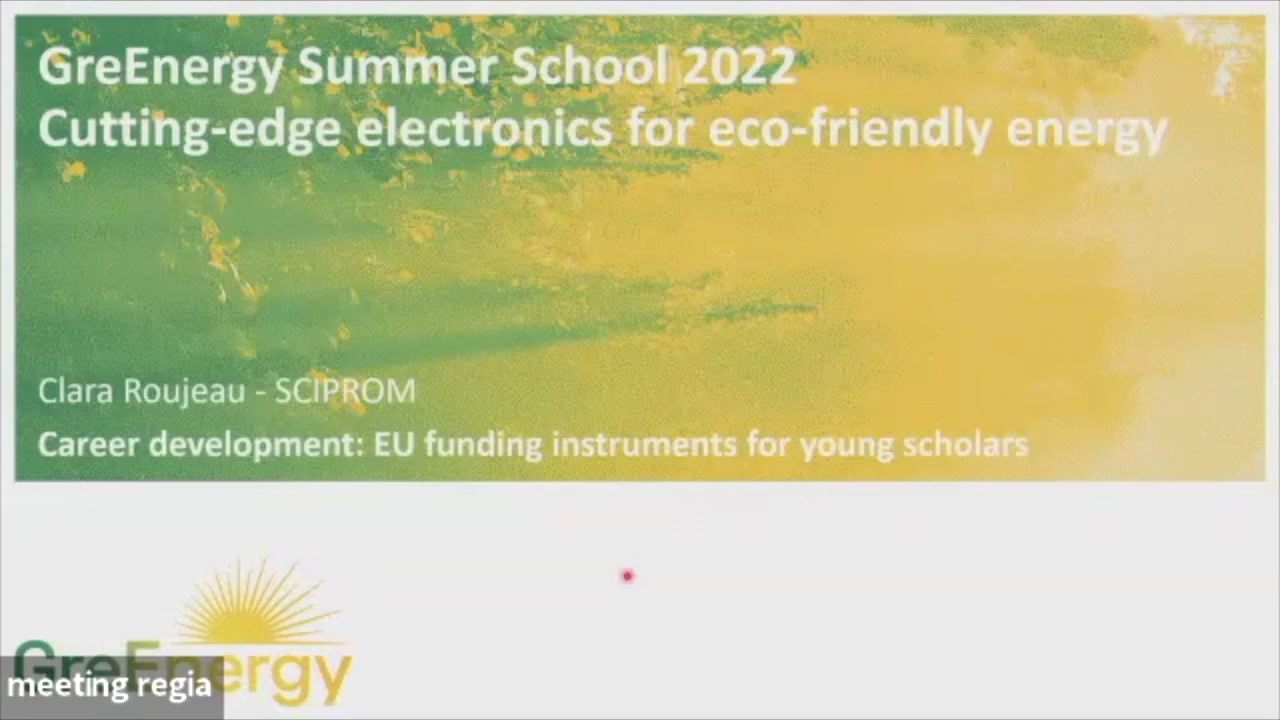 GreEnergy Summer School 2022
Cutting-edge electronics for eco-friendly energy
Clara Roujeau - SCIPROM
Career development: EU funding instruments for young scholars
GreEnergy
meeting regia